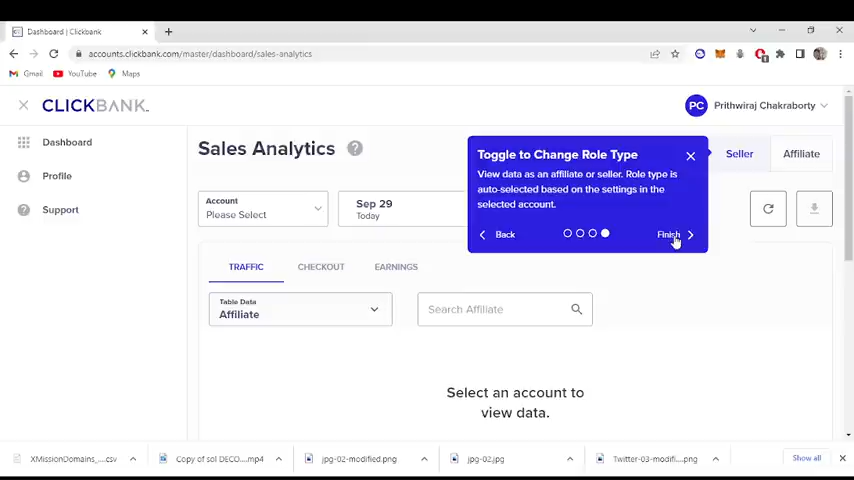 Dashboard | Clickbank
accounts.clickbank.com/master/dashboard/sales-analytics
Gmail
YouTube
Maps
CLICKBANK
PC
Prithwiraj Chakraborty
Dashboard
Profile
Support
Sales Analytics
?
Toggle to Change Role Type
View data as an affiliate or seller. Role type is
auto-selected based on the settings in the
selected account.
Back
Finish
Seller
Affiliate
Account
Please Select
Sep 29
Today
TRAFFIC
CHECKOUT
EARNINGS
Table Data
Affiliate
Search Affiliate
Select an account to
view data.
XMissionDomains_....csv
Copy of sol DECO....mp4
jpg-02-modified.png
jpg-02.jpg
Twitter-03-modifi....png
Show all